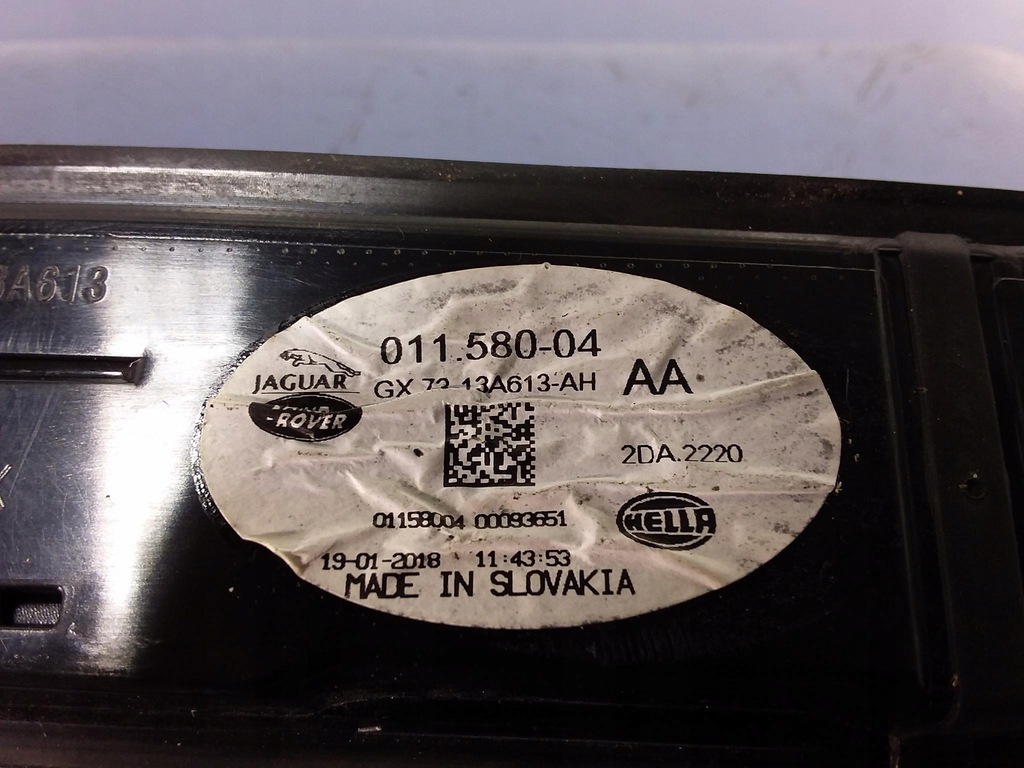 3A613
011.580-04
JAGUAR
GX 73-13A613-AH AA
-ROVER
2DA.2220
01158004 00093651
HELLA
19-01-2018 11:43:53
MADE IN SLOVAKIA